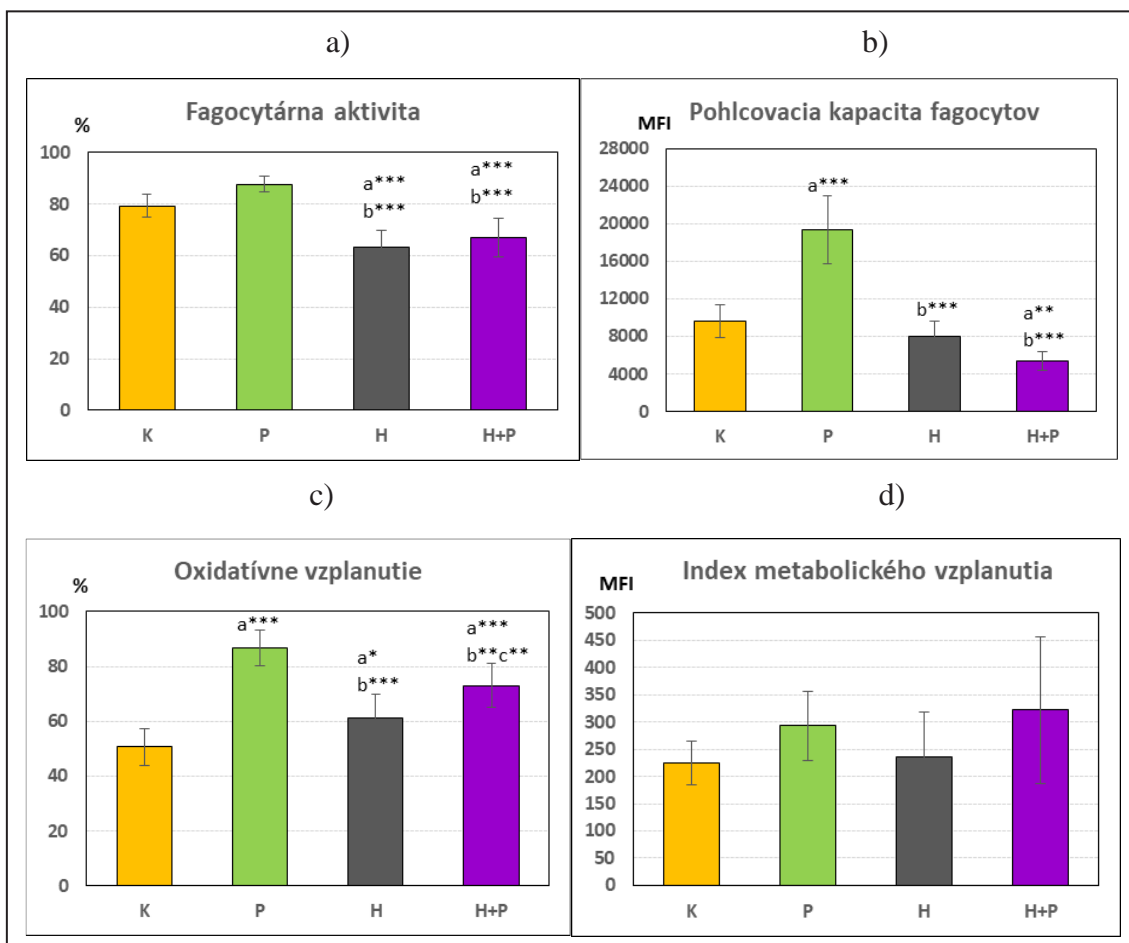 a)
Fagocytárna aktivita
%
100
80
60
40
20
0
a***
b***
a***
b***
K P H H+P
b)
Pohlcovacia kapacita fagocytov
MFI
28000
24000
20000
16000
12000
8000
4000
0
a***
b***
a**
b***
K P H H+P
c)
Oxidatívne vzplanutie
%
100
80
60
40
20
0
a***
a*
b***
a***
b**c**
K P H H+P
d)
Index metabolického vzplanutia
MFI
500
450
400
350
300
250
200
150
100
50
0
K P H H+P